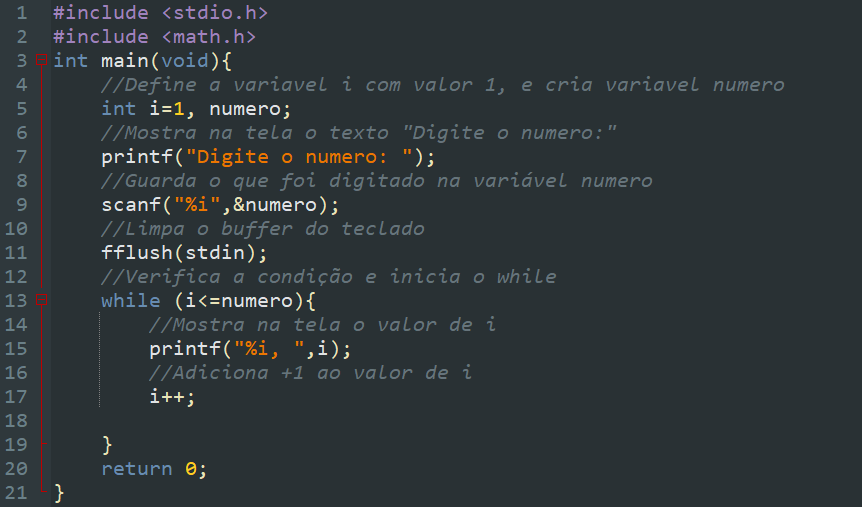 1 #include <stdio.h>
2 #include <math.h>
3 int main(void){
4     //Define a variavel i com valor 1, e cria variavel numero
5     int i=1, numero;
6     //Mostra na tela o texto "Digite o numero:"
7     printf("Digite o numero: ");
8     //Guarda o que foi digitado na variável numero
9     scanf("%i",&numero);
10     //Limpa o buffer do teclado
11     fflush(stdin);
12     //Verifica a condição e inicia o while
13     while (i<=numero){
14         //Mostra na tela o valor de i
15         printf("%i, ",i);
16         //Adiciona +1 ao valor de i
17         i++;
18
19     }
20     return 0;
21 }